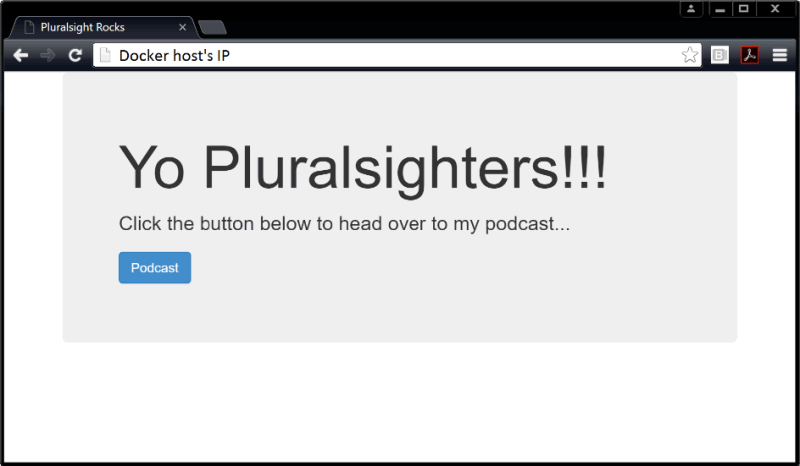 Pluralsight Rocks
Docker host's IP
Yo Pluralsighters!!!
Click the button below to head over to my podcast...
Podcast